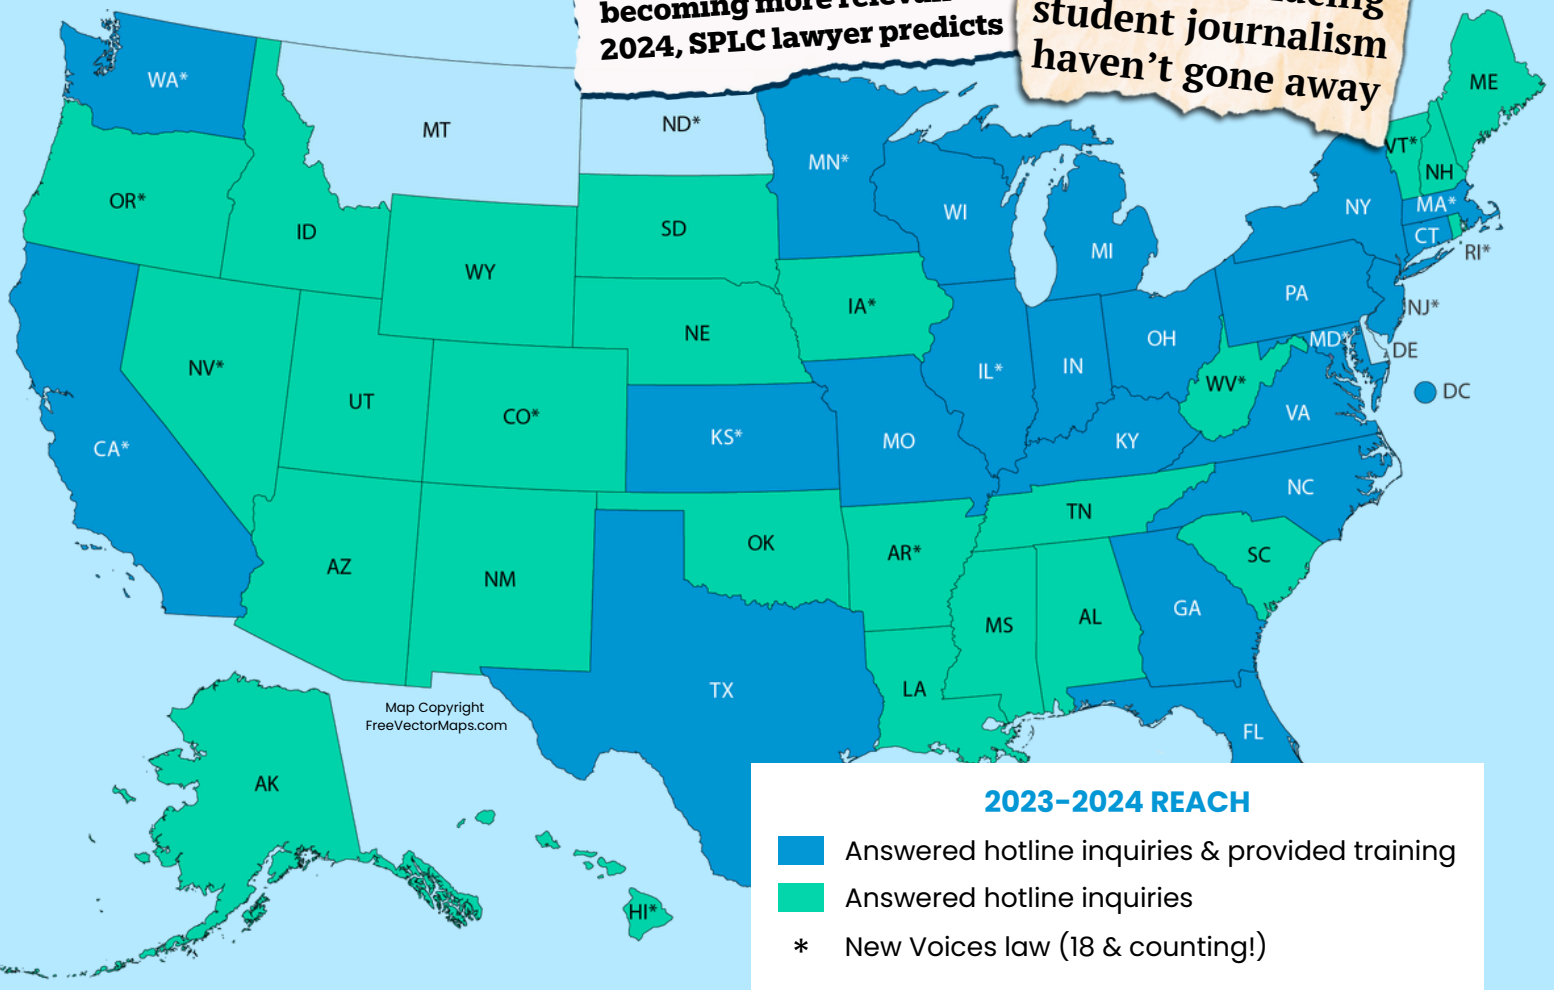 becoming more relevan
2024, SPLC lawyer predicts
student journalism
haven't gone away
WA*
MT
ND*
MN*
ME
VT*
NH
OR*
ID
WY
SD
WI
MI
NY
MA*
CT
RI*
NV*
UT
CO*
NE
IA*
IL*
IN
OH
PA
NJ*
MD*
DE
DC
WV*
VA
CA*
KS*
MO
KY
NC
AZ
NM
OK
AR*
TN
SC
MS
AL
GA
TX
LA
FL
Map Copyright
FreeVectorMaps.com
AK
HI*
2023-2024 REACH
Answered hotline inquiries & provided training
Answered hotline inquiries
* New Voices law (18 & counting!)